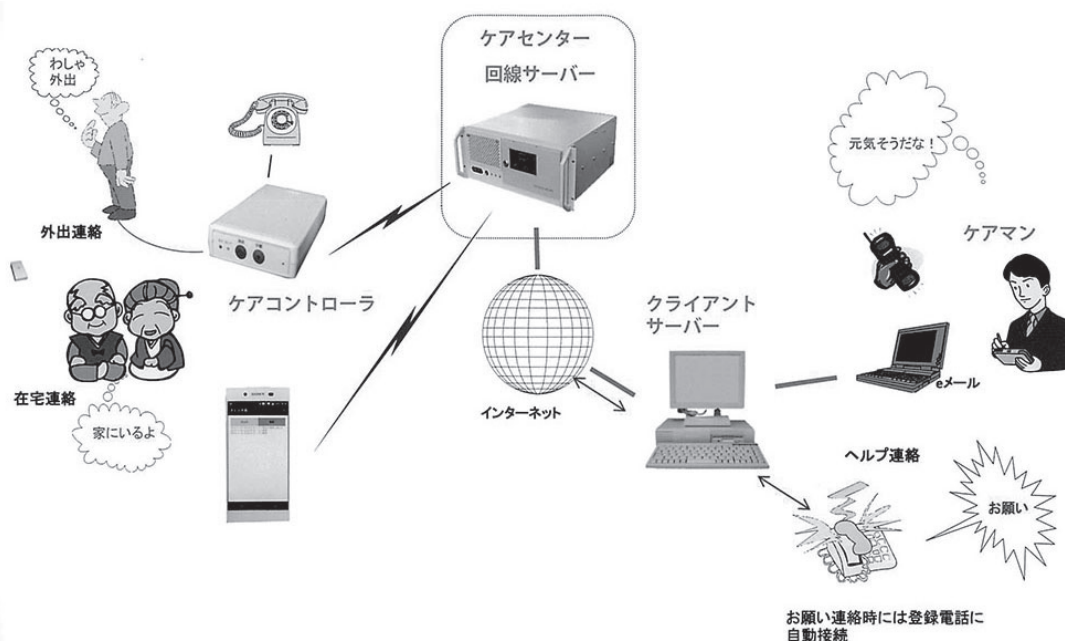 わしゃ
外出
外出連絡
在宅連絡
家にいるよ
ケアコントローラ
ケアセンター
回線サーバー
インターネット
クライアント
サーバー
元気そうだな！
ケアマン
eメール
ヘルプ連絡
お願い
お願い連絡時には登録電話に
自動接続